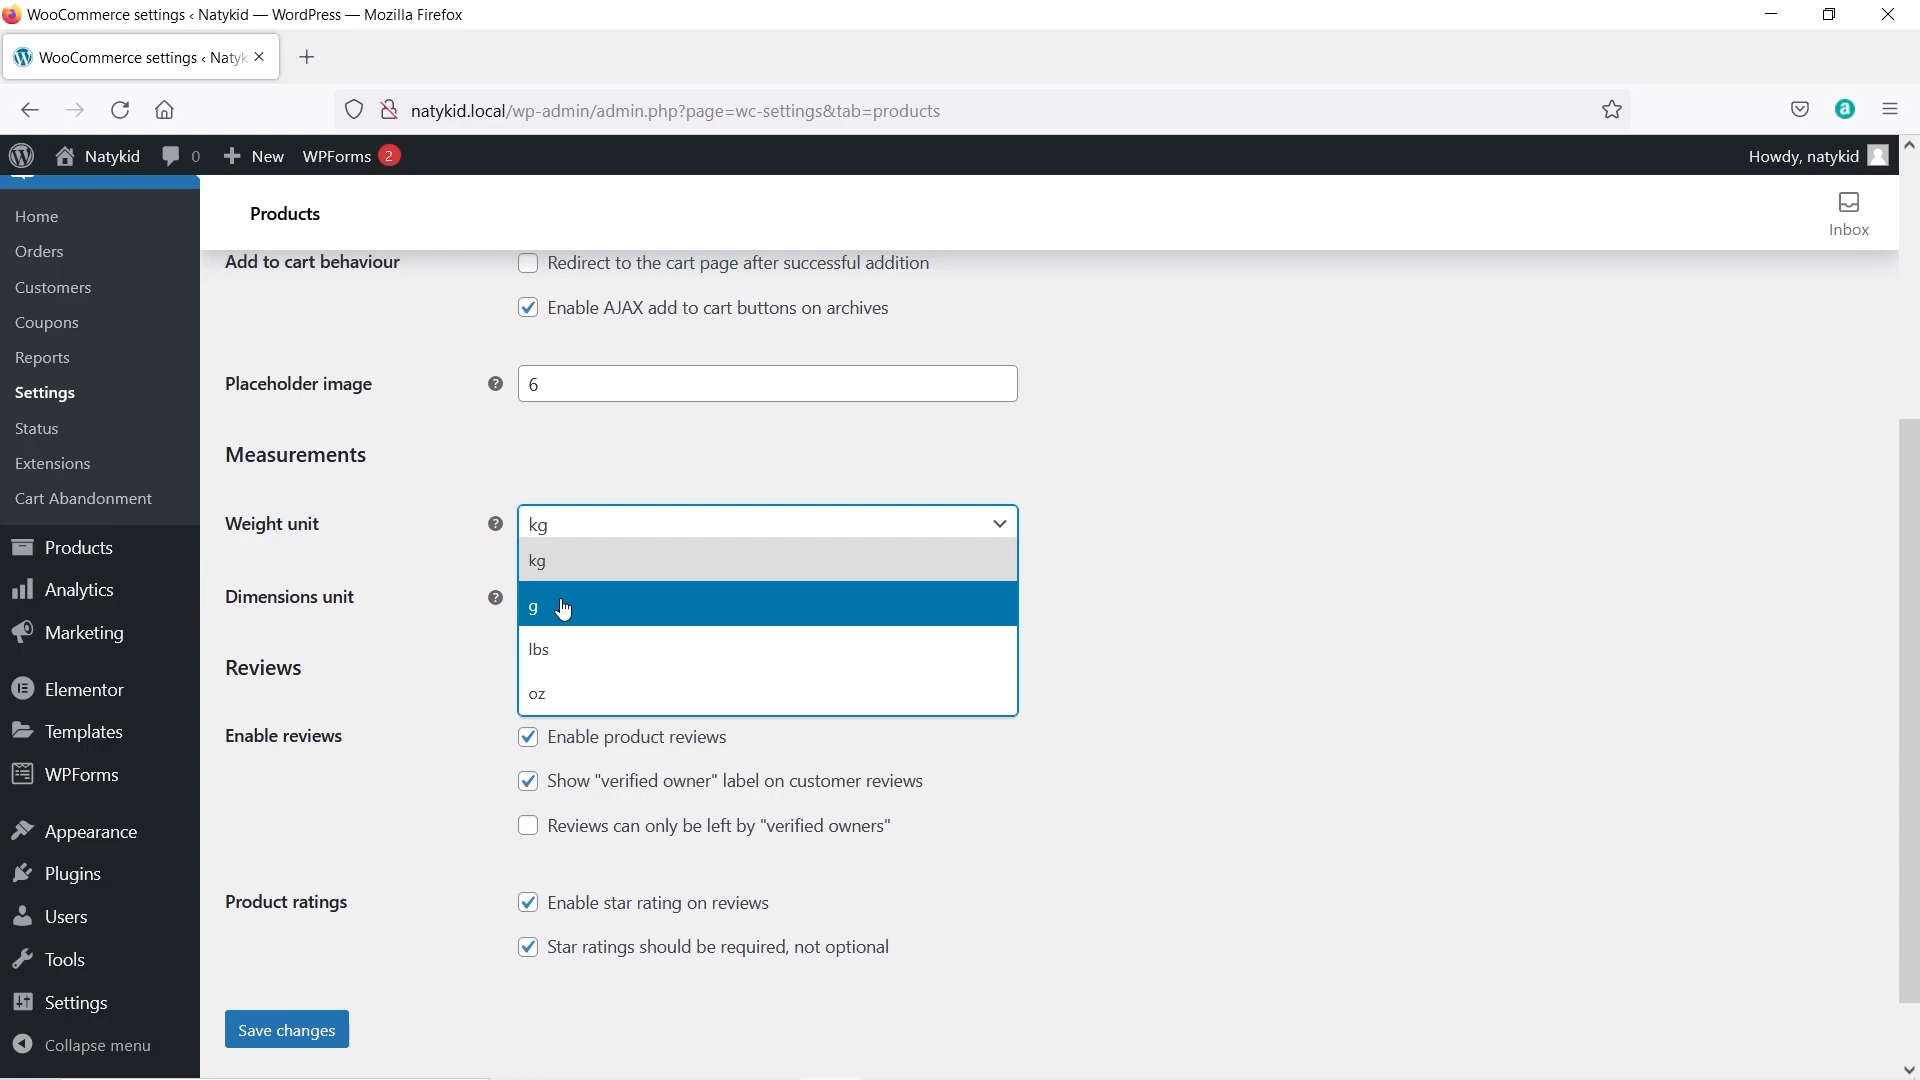 WooCommerce settings ‹ Natykid — WordPress — Mozilla Firefox
WooCommerce settings ‹ Natyk
natykid.local/wp-admin/admin.php?page=wc-settings&tab=products
Natykid 0 New WPForms 2 Howdy, natykid
Products
Inbox
Home
Orders
Customers
Coupons
Reports
Settings
Status
Extensions
Cart Abandonment
Products
Analytics
Marketing
Elementor
Templates
WPForms
Appearance
Plugins
Users
Tools
Settings
Collapse menu
Add to cart behaviour
Redirect to the cart page after successful addition
Enable AJAX add to cart buttons on archives
Placeholder image
6
Measurements
Weight unit
kg
kg
g
lbs
oz
Dimensions unit
Reviews
Enable reviews
Enable product reviews
Show "verified owner" label on customer reviews
Reviews can only be left by "verified owners"
Product ratings
Enable star rating on reviews
Star ratings should be required, not optional
Save changes